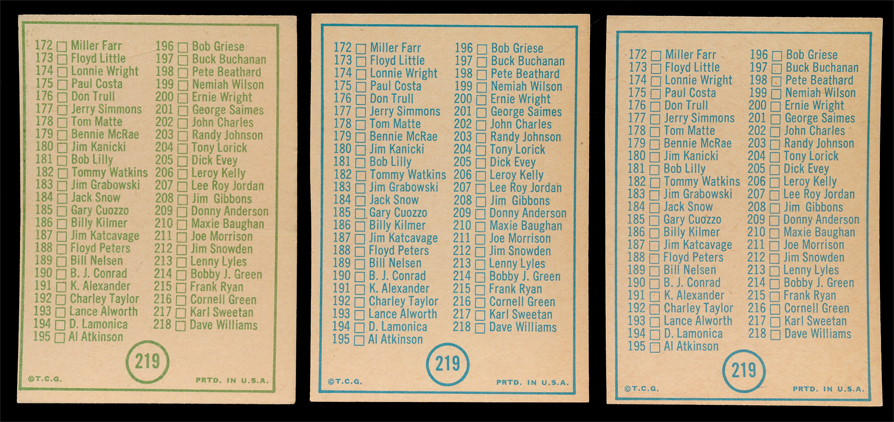 172 Miller Farr 196 Bob Griese
173 Floyd Little 197 Buck Buchanan
174 Lonnie Wright 198 Pete Beathard
175 Paul Costa 199 Nemiah Wilson
176 Don Trull 200 Ernie Wright
177 Jerry Simmons 201 George Saimes
178 Tom Matte 202 John Charles
179 Bennie McRae 203 Randy Johnson
180 Jim Kanicki 204 Tony Lorick
181 Bob Lilly 205 Dick Evey
182 Tommy Watkins 206 Leroy Kelly
183 Jim Grabowski 207 Lee Roy Jordan
184 Jack Snow 208 Jim Gibbons
185 Gary Cuozzo 209 Donny Anderson
186 Billy Kilmer 210 Maxie Baughan
187 Jim Katcavage 211 Joe Morrison
188 Floyd Peters 212 Jim Snowden
189 Bill Nelsen 213 Lenny Lyles
190 B. J. Conrad 214 Bobby J. Green
191 K. Alexander 215 Frank Ryan
192 Charley Taylor 216 Cornell Green
193 Lance Alworth 217 Karl Sweetan
194 D. Lamonica 218 Dave Williams
195 Al Atkinson
219
©T.C.G. PRTD. IN U.S.A.
172 Miller Farr 196 Bob Griese
173 Floyd Little 197 Buck Buchanan
174 Lonnie Wright 198 Pete Beathard
175 Paul Costa 199 Nemiah Wilson
176 Don Trull 200 Ernie Wright
177 Jerry Simmons 201 George Saimes
178 Tom Matte 202 John Charles
179 Bennie McRae 203 Randy Johnson
180 Jim Kanicki 204 Tony Lorick
181 Bob Lilly 205 Dick Evey
182 Tommy Watkins 206 Leroy Kelly
183 Jim Grabowski 207 Lee Roy Jordan
184 Jack Snow 208 Jim Gibbons
185 Gary Cuozzo 209 Donny Anderson
186 Billy Kilmer 210 Maxie Baughan
187 Jim Katcavage 211 Joe Morrison
188 Floyd Peters 212 Jim Snowden
189 Bill Nelsen 213 Lenny Lyles
190 B. J. Conrad 214 Bobby J. Green
191 K. Alexander 215 Frank Ryan
192 Charley Taylor 216 Cornell Green
193 Lance Alworth 217 Karl Sweetan
194 D. Lamonica 218 Dave Williams
195 Al Atkinson
219
©T.C.G. PRTD. IN U.S.A.
172 Miller Farr 196 Bob Griese
173 Floyd Little 197 Buck Buchanan
174 Lonnie Wright 198 Pete Beathard
175 Paul Costa 199 Nemiah Wilson
176 Don Trull 200 Ernie Wright
177 Jerry Simmons 201 George Saimes
178 Tom Matte 202 John Charles
179 Bennie McRae 203 Randy Johnson
180 Jim Kanicki 204 Tony Lorick
181 Bob Lilly 205 Dick Evey
182 Tommy Watkins 206 Leroy Kelly
183 Jim Grabowski 207 Lee Roy Jordan
184 Jack Snow 208 Jim Gibbons
185 Gary Cuozzo 209 Donny Anderson
186 Billy Kilmer 210 Maxie Baughan
187 Jim Katcavage 211 Joe Morrison
188 Floyd Peters 212 Jim Snowden
189 Bill Nelsen 213 Lenny Lyles
190 B. J. Conrad 214 Bobby J. Green
191 K. Alexander 215 Frank Ryan
192 Charley Taylor 216 Cornell Green
193 Lance Alworth 217 Karl Sweetan
194 D. Lamonica 218 Dave Williams
195 Al Atkinson
219
©T.C.G. PRTD. IN U.S.A.